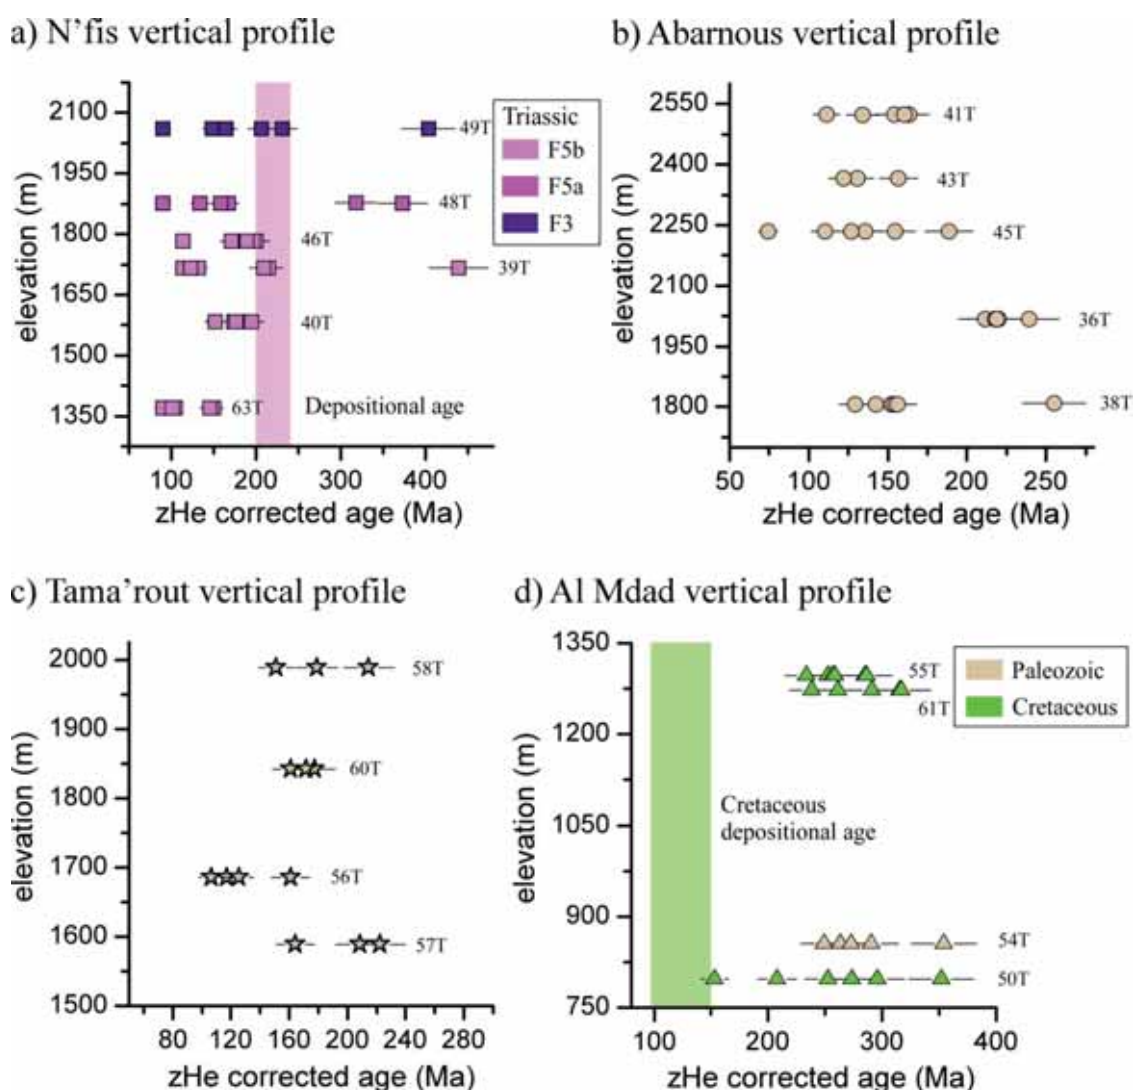 a) N'fis vertical profile
2100
1950
1800
1650
1500
1350
elevation (m)
49T
48T
46T
39T
40T
63T
Depositional age
Triassic
F5b
F5a
F3
100
200
300
400
zHe corrected age (Ma)
b) Abarnous vertical profile
2550
2400
2250
2100
1950
1800
elevation (m)
41T
43T
45T
36T
38T
50
100
150
200
250
zHe corrected age (Ma)
c) Tama'rout vertical profile
2000
1900
1800
1700
1600
1500
elevation (m)
58T
60T
56T
57T
80
120
160
200
240
280
zHe corrected age (Ma)
d) Al Mdad vertical profile
1350
1200
1050
900
750
elevation (m)
55T
61T
Paleozoic
Cretaceous
Cretaceous
depositional age
54T
50T
100
200
300
400
zHe corrected age (Ma)